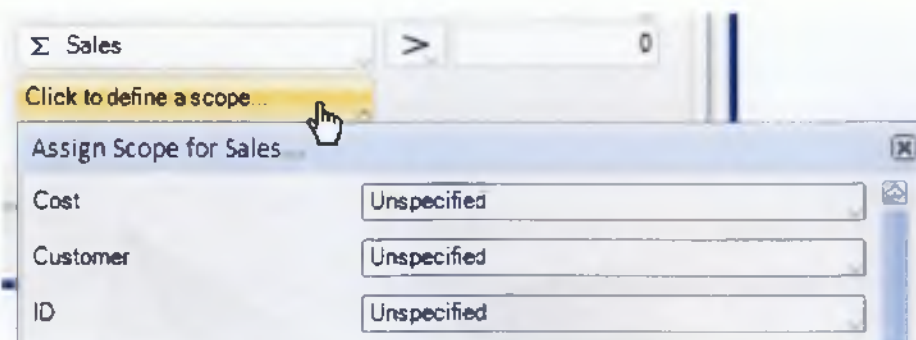 Σ Sales > 0
Click to define a scope...
Assign Scope for Sales...
Cost Unspecified
Customer Unspecified
ID Unspecified